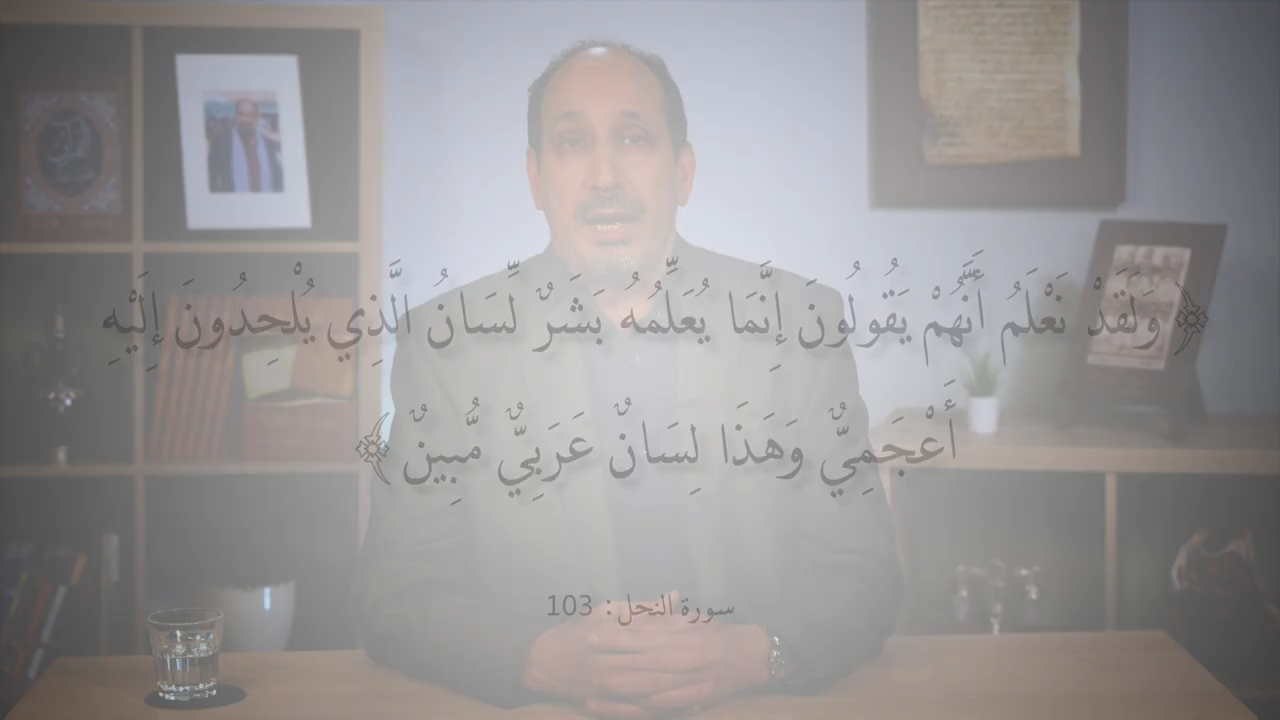 ﴿وَلَقَدْ نَعْلَمُ أَنَّهُمْ يَقُولُونَ إِنَّمَا يُعَلِّمُهُ بَشَرٌ لِّسَانُ الَّذِي يُلْحِدُونَ إِلَيْهِ
أَعْجَمِيٌّ وَهَذَا لِسَانٌ عَرَبِيٌّ مُّبِينٌ﴾
سورة النحل: 103